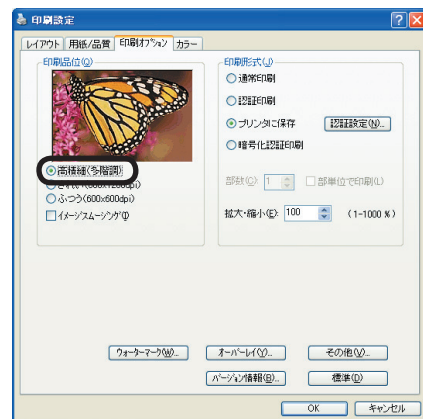 印刷設定
レイアウト 用紙/品質 印刷オプション カラー
印刷品位(Q)
高精細(多階調)
きれい(600x1200dpi)
ふつう(600x600dpi)
イメージスムージング(I)
印刷形式(J)
通常印刷
認証印刷
プリンタに保存 認証設定(N)...
暗号化認証印刷
部数(C): 1 部単位で印刷(L)
拡大・縮小(E): 100 (1-1000 %)
ウォーターマーク(W)... オーバーレイ(Y)... その他(V)...
バージョン情報(B)... 標準(D)
OK キャンセル